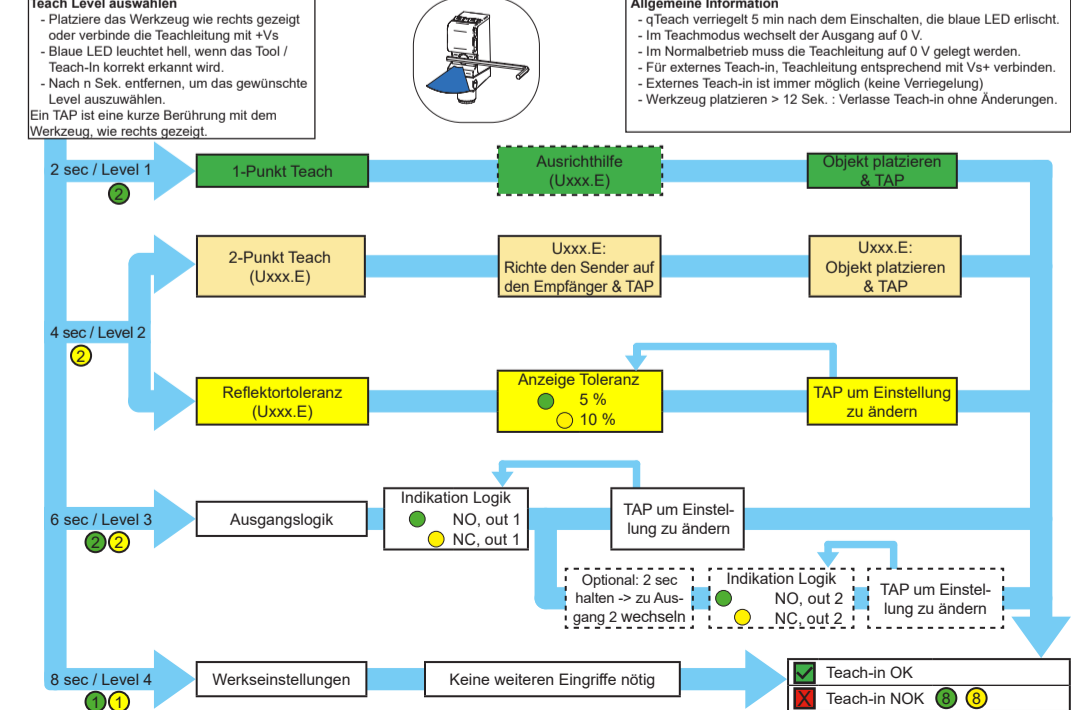 Teach Level auswählen
- Platziere das Werkzeug wie rechts gezeigt
oder verbinde die Teachleitung mit +Vs
- Blaue LED leuchtet hell, wenn das Tool /
Teach-In korrekt erkannt wird.
- Nach n Sek. entfernen, um das gewünschte
Level auszuwählen.
Ein TAP ist eine kurze Berührung mit dem
Werkzeug, wie rechts gezeigt.
Allgemeine Information
- qTeach verriegelt 5 min nach dem Einschalten, die blaue LED erlischt.
- Im Teachmodus wechselt der Ausgang auf 0 V.
- Im Normalbetrieb muss die Teachleitung auf 0 V gelegt werden.
- Für externes Teach-in, Teachleitung entsprechend mit Vs+ verbinden.
- Externes Teach-in ist immer möglich (keine Verriegelung)
- Werkzeug platzieren > 12 Sek. : Verlasse Teach-in ohne Änderungen.
2 sec / Level 1
2
1-Punkt Teach
Ausrichthilfe
(Uxxx.E)
Objekt platzieren
& TAP
4 sec / Level 2
2
2-Punkt Teach
(Uxxx.E)
Uxxx.E:
Richte den Sender auf
den Empfänger & TAP
Uxxx.E:
Objekt platzieren
& TAP
Reflektortoleranz
(Uxxx.E)
Anzeige Toleranz
5 %
10 %
TAP um Einstellung
zu ändern
6 sec / Level 3
2 2
Ausgangslogik
Indikation Logik
NO, out 1
NC, out 1
TAP um Einstel-
lung zu ändern
Optional: 2 sec
halten -> zu Aus-
gang 2 wechseln
Indikation Logik
NO, out 2
NC, out 2
TAP um Einstel-
lung zu ändern
8 sec / Level 4
1 1
Werkseinstellungen
Keine weiteren Eingriffe nötig
Teach-in OK
Teach-in NOK 8 8